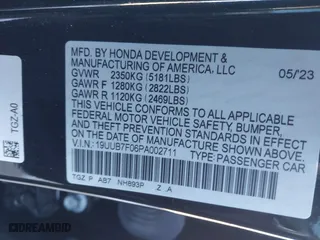 MFD. BY HONDA DEVELOPMENT &
MANUFACTURING OF AMERICA, LLC
05/'23
GVWR 2350KG (5181LBS)
GAWR F 1280KG (2822LBS)
GAWR R 1120KG (2469LBS)
THIS VEHICLE CONFORMS TO ALL APPLICABLE
FEDERAL MOTOR VEHICLE SAFETY, BUMPER,
AND THEFT PREVENTION STANDARDS IN EFFECT
ON THE DATE OF MANUFACTURE SHOWN ABOVE.
V.I.N.: 19UUB7F06PA002711 TYPE: PASSENGER CAR
TGZ P AB7 NH893P Z .A
TGZ-A0
DREAMBID